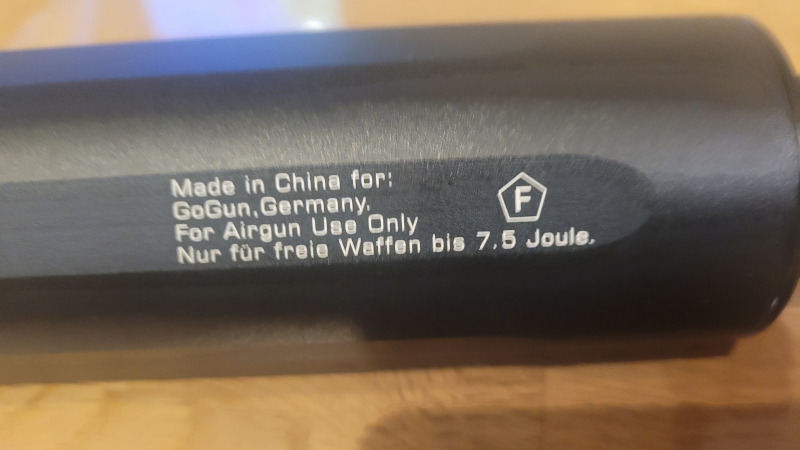 Made in China for:
GoGun,Germany.
For Airgun Use Only
Nur für freie Waffen bis 7,5 Joule.
F